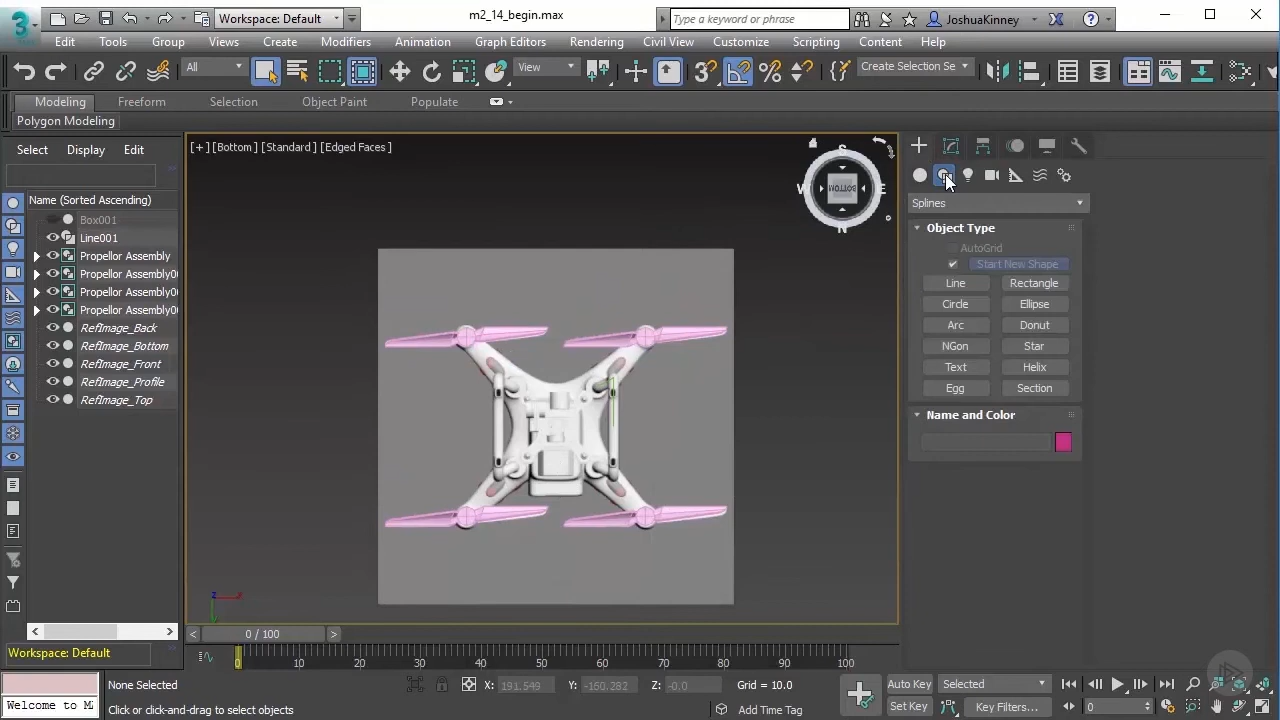 3
Workspace: Default
m2_14_begin.max
Type a keyword or phrase
JoshuaKinney
Edit Tools Group Views Create Modifiers Animation Graph Editors Rendering Civil View Customize Scripting Content Help
All
View
3
Create Selection Se
Modeling Freeform Selection Object Paint Populate
Polygon Modeling
Select Display Edit
[ + ] [Bottom ] [Standard ] [Edged Faces ]
S
W
E
N
BOTTOM
Name (Sorted Ascending)
Box001
Line001
Propellor Assembly
Propellor Assembly0
Propellor Assembly0
Propellor Assembly0
RefImage_Back
RefImage_Bottom
RefImage_Front
RefImage_Profile
RefImage_Top
Splines
Object Type
AutoGrid
Start New Shape
Line Rectangle
Circle Ellipse
Arc Donut
NGon Star
Text Helix
Egg Section
Name and Color
z x
y
0 / 100
Workspace: Default
0 10 20 30 40 50 60 70 80 90 100
None Selected
X: 191.549 Y: -160.282 Z: -0.0 Grid = 10.0
Auto Key Selected
Welcome to M
Click or click-and-drag to select objects
Add Time Tag
Set Key Key Filters...
0